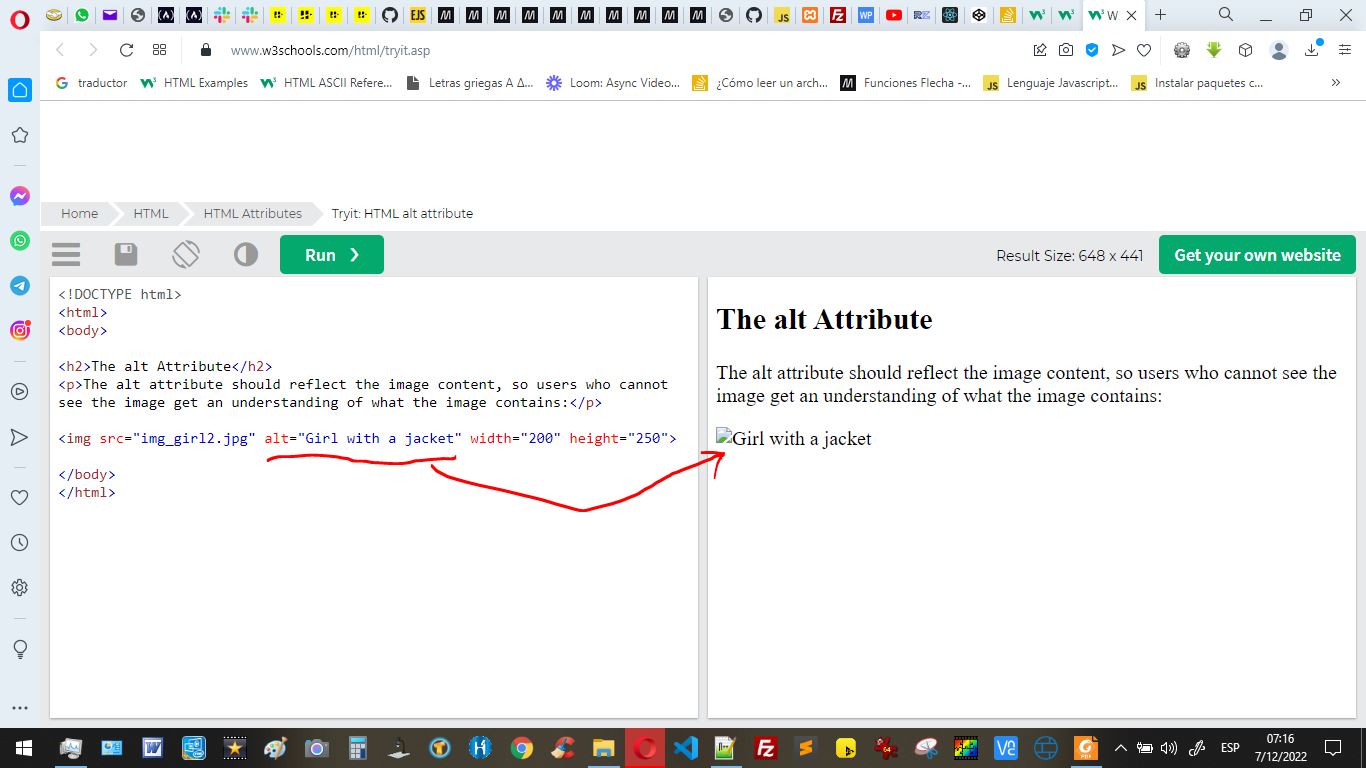 www.w3schools.com/html/tryit.asp
traductor
HTML Examples
HTML ASCII Refere...
Letras griegas A Δ...
Loom: Async Video...
¿Cómo leer un arch...
Funciones Flecha -...
Lenguaje Javascript...
Instalar paquetes c...
Home
HTML
HTML Attributes
Tryit: HTML alt attribute
Run ❯
Result Size: 648 x 441
Get your own website
<!DOCTYPE html>
<html>
<body>
<h2>The alt Attribute</h2>
<p>The alt attribute should reflect the image content, so users who cannot
see the image get an understanding of what the image contains:</p>
<img src="img_girl2.jpg" alt="Girl with a jacket" width="200" height="250">
</body>
</html>
The alt Attribute
The alt attribute should reflect the image content, so users who cannot see the
image get an understanding of what the image contains:
Girl with a jacket
ESP
07:16
7/12/2022